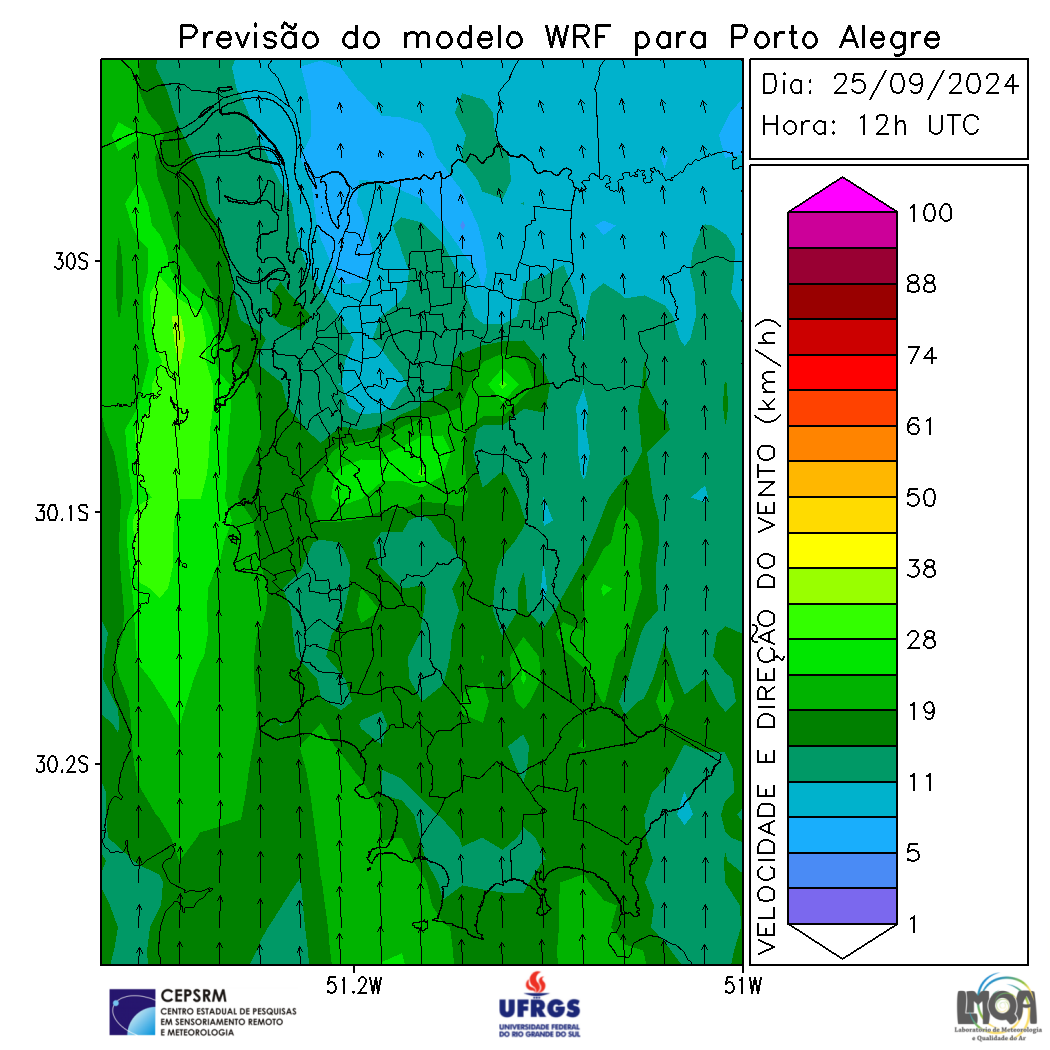 Previsão do modelo WRF para Porto Alegre
Dia: 25/09/2024
Hora: 12h UTC
100
88
74
61
50
38
28
19
11
5
1
VELOCIDADE E DIREÇÃO DO VENTO (km/h)
30S
30.1S
30.2S
51.2W
51W
CEPSRM
CENTRO ESTADUAL DE PESQUISAS
EM SENSORIAMENTO REMOTO
E METEOROLOGIA
UFRGS
UNIVERSIDADE FEDERAL
DO RIO GRANDE DO SUL
LMQA
Laboratório de Meteorologia
e Qualidade do Ar